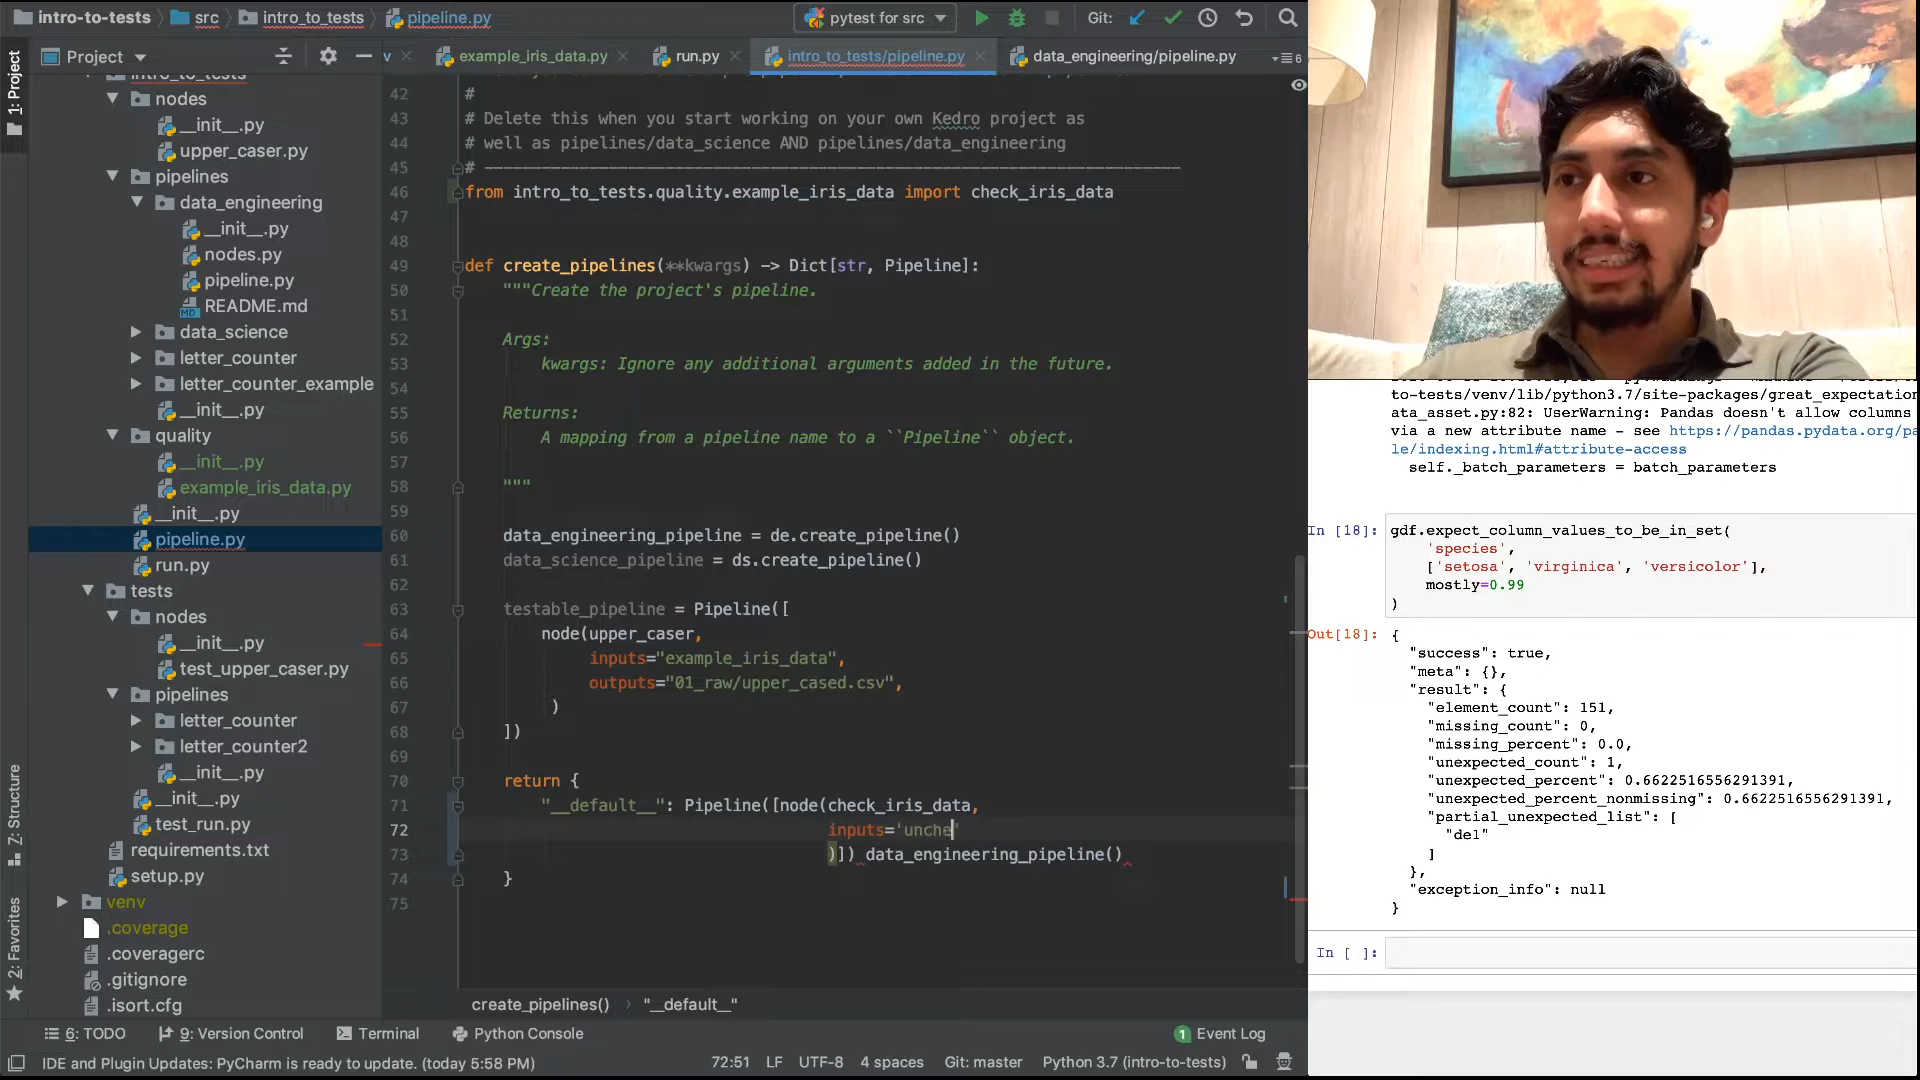 intro-to-tests
src
intro_to_tests
pipeline.py
pytest for src
Git:
1: Project
Project
v
example_iris_data.py
run.py
intro_to_tests/pipeline.py
data_engineering/pipeline.py
6
intro_to_tests
nodes
__init__.py
upper_caser.py
pipelines
data_engineering
__init__.py
nodes.py
pipeline.py
README.md
data_science
letter_counter
letter_counter_example
__init__.py
quality
__init__.py
example_iris_data.py
__init__.py
pipeline.py
run.py
tests
nodes
__init__.py
test_upper_caser.py
pipelines
letter_counter
letter_counter2
__init__.py
__init__.py
test_run.py
requirements.txt
setup.py
venv
.coverage
.coveragerc
.gitignore
.isort.cfg
Z: Structure
2: Favorites
42 #
43 # Delete this when you start working on your own Kedro project as
44 # well as pipelines/data_science AND pipelines/data_engineering
45 # ---------------------------------------------------------------------------
46 from intro_to_tests.quality.example_iris_data import check_iris_data
47
48
49 def create_pipelines(**kwargs) -> Dict[str, Pipeline]:
50 """Create the project's pipeline.
51
52 Args:
53 kwargs: Ignore any additional arguments added in the future.
54
55 Returns:
56 A mapping from a pipeline name to a ``Pipeline`` object.
57
58 """
59
60 data_engineering_pipeline = de.create_pipeline()
61 data_science_pipeline = ds.create_pipeline()
62
63 testable_pipeline = Pipeline([
64 node(upper_caser,
65 inputs="example_iris_data",
66 outputs="01_raw/upper_cased.csv",
67 )
68 ])
69
70 return {
71 "__default__": Pipeline([node(check_iris_data,
72 inputs='unche'
73 )]) data_engineering_pipeline()
74 }
75
create_pipelines() › "__default__"
6: TODO
9: Version Control
Terminal
Python Console
1 Event Log
IDE and Plugin Updates: PyCharm is ready to update. (today 5:58 PM)
72:51 LF UTF-8 4 spaces Git: master Python 3.7 (intro-to-tests)
to-tests/venv/lib/python3.7/site-packages/great_expectation
ata_asset.py:82: UserWarning: Pandas doesn't allow columns
via a new attribute name - see https://pandas.pydata.org/pa
le/indexing.html#attribute-access
self._batch_parameters = batch_parameters
In [18]: gdf.expect_column_values_to_be_in_set(
'species',
['setosa', 'virginica', 'versicolor'],
mostly=0.99
)
Out[18]: {
"success": true,
"meta": {},
"result": {
"element_count": 151,
"missing_count": 0,
"missing_percent": 0.0,
"unexpected_count": 1,
"unexpected_percent": 0.6622516556291391,
"unexpected_percent_nonmissing": 0.6622516556291391,
"partial_unexpected_list": [
"del"
]
},
"exception_info": null
}
In [ ]: